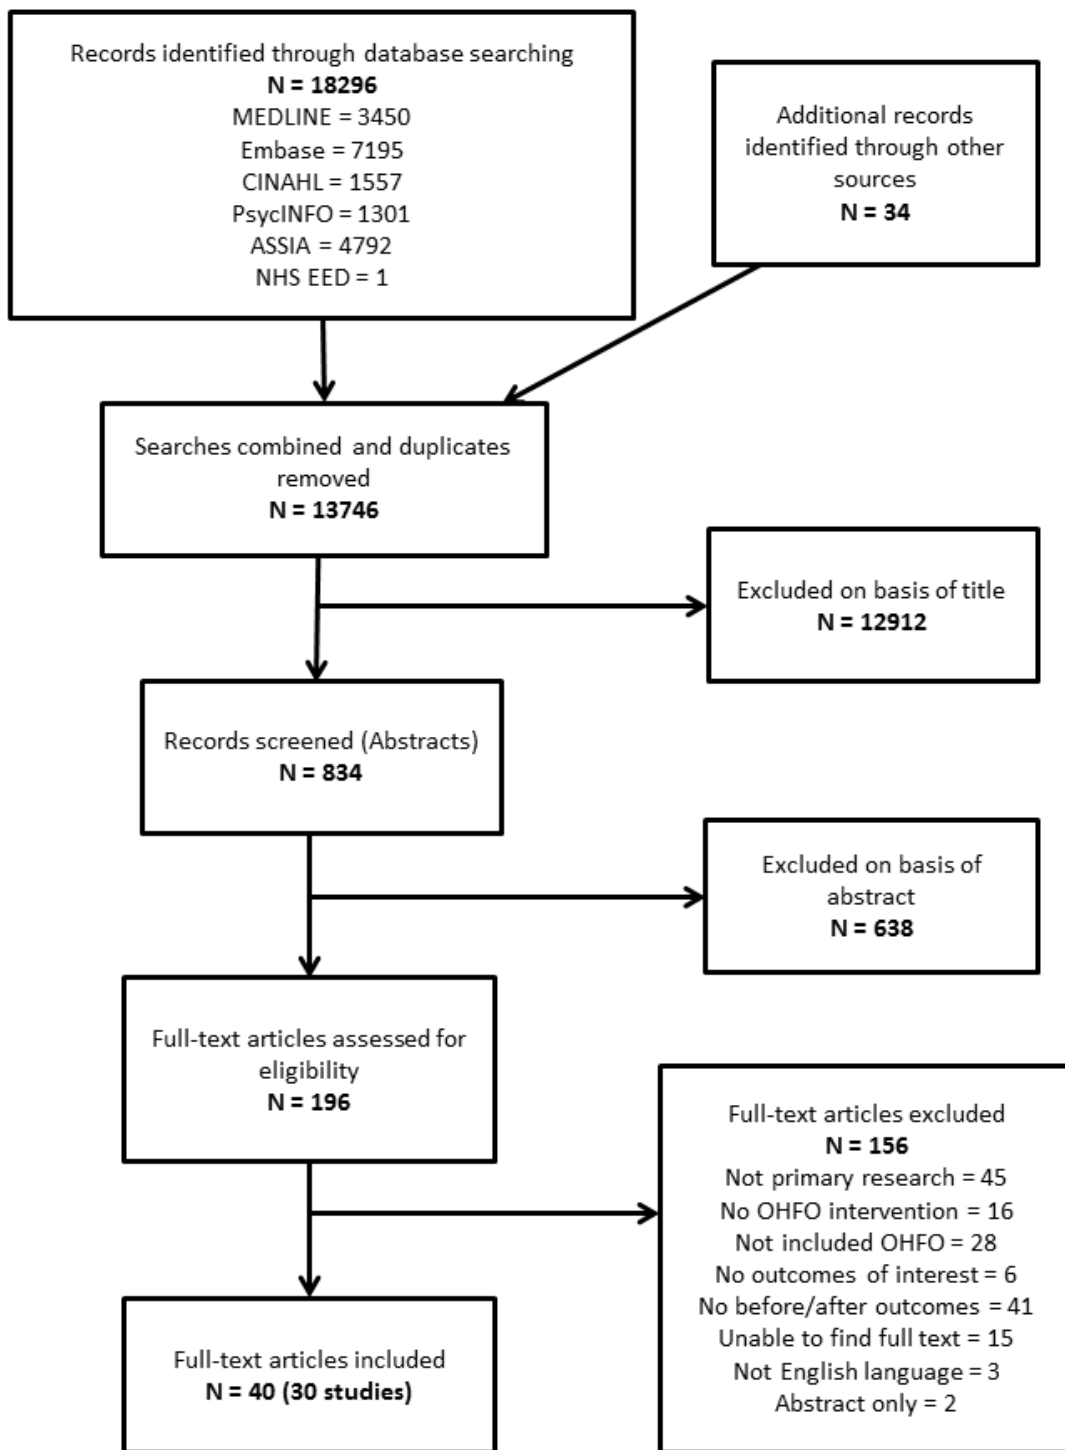 Records identified through database searching
N = 18296
MEDLINE = 3450
Embase = 7195
CINAHL = 1557
PsycINFO = 1301
ASSIA = 4792
NHS EED = 1
Additional records
identified through other
sources
N = 34
Searches combined and duplicates
removed
N = 13746
Excluded on basis of title
N = 12912
Records screened (Abstracts)
N = 834
Excluded on basis of
abstract
N = 638
Full-text articles assessed for
eligibility
N = 196
Full-text articles excluded
N = 156
Not primary research = 45
No OHFO intervention = 16
Not included OHFO = 28
No outcomes of interest = 6
No before/after outcomes = 41
Unable to find full text = 15
Not English language = 3
Abstract only = 2
Full-text articles included
N = 40 (30 studies)